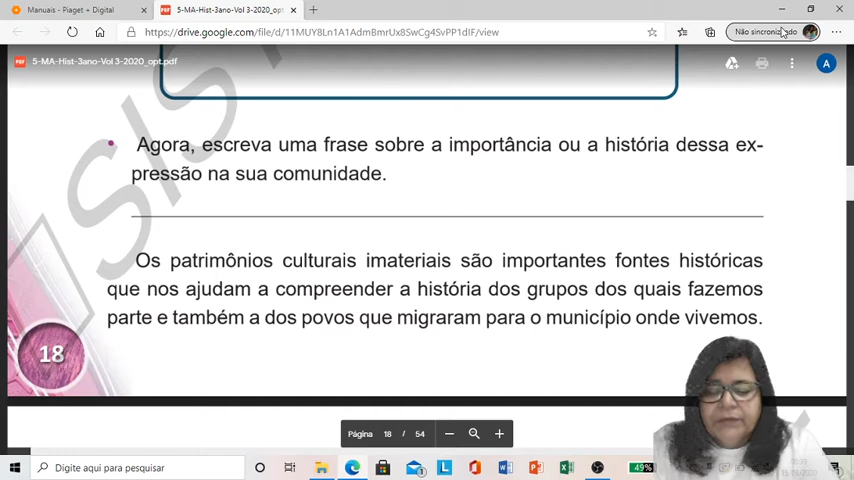 Manuais - Piaget + Digital
5-MA-Hist-3ano-Vol 3-2020_opt
https://drive.google.com/file/d/11MUY8Ln1A1AdmBmrUx8SwCg4SvPP1dIF/view
Não sincronizado
5-MA-Hist-3ano-Vol 3-2020_opt.pdf
A
SIST
Agora, escreva uma frase sobre a importância ou a história dessa ex-
pressão na sua comunidade.
Os patrimônios culturais imateriais são importantes fontes históricas
que nos ajudam a compreender a história dos grupos dos quais fazemos
parte e também a dos povos que migraram para o município onde vivemos.
18
Página 18 / 54
Digite aqui para pesquisar
49%